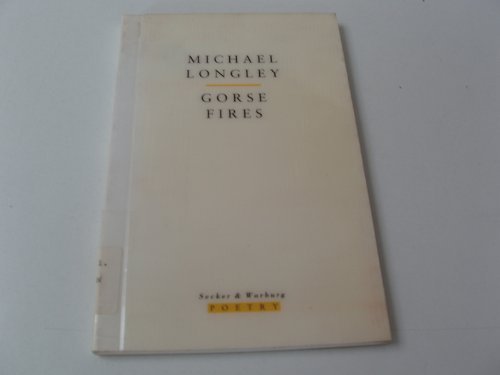 MICHAEL
LONGLEY
GORSE
FIRES
Secker & Warburg
POETRY